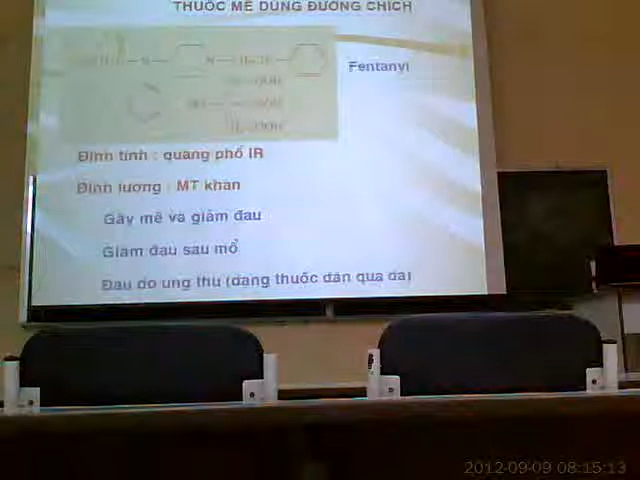 THUỐC MÊ DÙNG ĐƯỜNG CHÍCH
Fentanyl
Định tính : quang phổ IR
Định lượng : MT khan
Gây mê và giảm đau
Giảm đau sau mổ
Đau do ung thư (dạng thuốc dán qua da)
2012-09-09 08:15:13